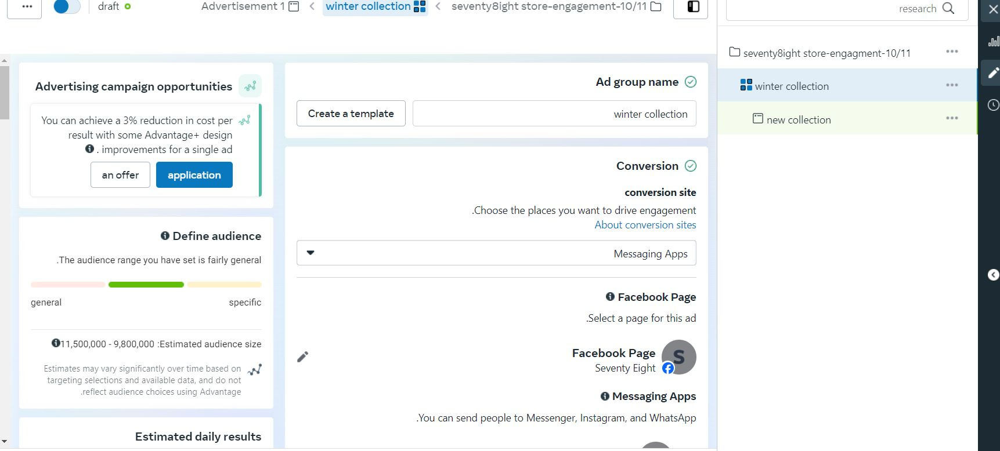 draft
Advertisement 1
winter collection
seventy8ight store-engagement-10/11
research
seventy8ight store-engagment-10/11
winter collection
new collection
Ad group name
Create a template
winter collection
Conversion
conversion site
.Choose the places you want to drive engagement
About conversion sites
Messaging Apps
Facebook Page
.Select a page for this ad
S
Facebook Page
Seventy Eight
Messaging Apps
.You can send people to Messenger, Instagram, and WhatsApp
Advertising campaign opportunities
You can achieve a 3% reduction in cost per
result with some Advantage+ design
. improvements for a single ad
an offer
application
Define audience
.The audience range you have set is fairly general
general
specific
11,500,000 - 9,800,000 :Estimated audience size
Estimates may vary significantly over time based on
targeting selections and available data, and do not
.reflect audience choices using Advantage
Estimated daily results